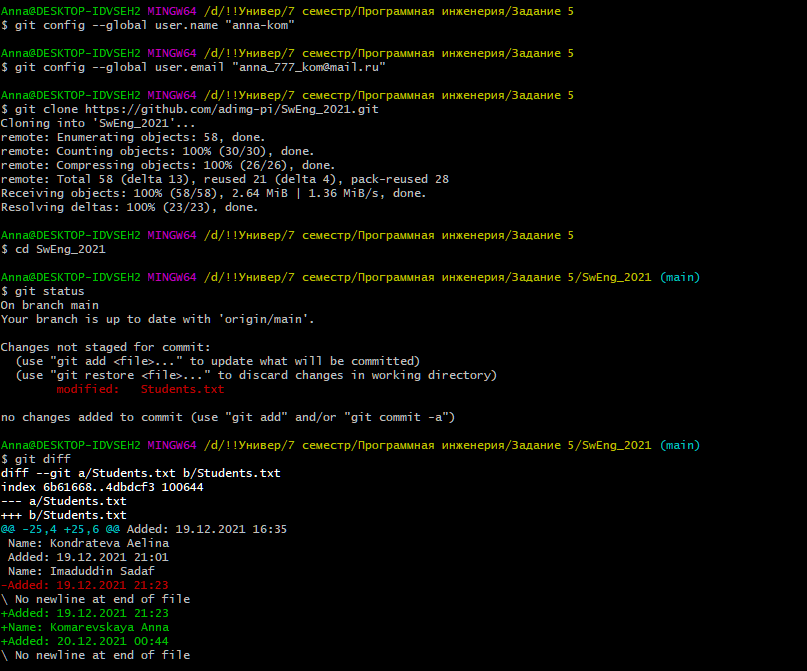 Anna@DESKTOP-IDVSEH2 MINGW64 /d/!!Универ/7 семестр/Программная инженерия/Задание 5
$ git config --global user.name "anna-kom"
Anna@DESKTOP-IDVSEH2 MINGW64 /d/!!Универ/7 семестр/Программная инженерия/Задание 5
$ git config --global user.email "anna_777_kom@mail.ru"
Anna@DESKTOP-IDVSEH2 MINGW64 /d/!!Универ/7 семестр/Программная инженерия/Задание 5
$ git clone https://github.com/adimg-pi/SwEng_2021.git
Cloning into 'SwEng_2021'...
remote: Enumerating objects: 58, done.
remote: Counting objects: 100% (30/30), done.
remote: Compressing objects: 100% (26/26), done.
remote: Total 58 (delta 13), reused 21 (delta 4), pack-reused 28
Receiving objects: 100% (58/58), 2.64 MiB | 1.36 MiB/s, done.
Resolving deltas: 100% (23/23), done.
Anna@DESKTOP-IDVSEH2 MINGW64 /d/!!Универ/7 семестр/Программная инженерия/Задание 5
$ cd SwEng_2021
Anna@DESKTOP-IDVSEH2 MINGW64 /d/!!Универ/7 семестр/Программная инженерия/Задание 5/SwEng_2021 (main)
$ git status
On branch main
Your branch is up to date with 'origin/main'.
Changes not staged for commit:
  (use "git add <file>..." to update what will be committed)
  (use "git restore <file>..." to discard changes in working directory)
        modified:   Students.txt
no changes added to commit (use "git add" and/or "git commit -a")
Anna@DESKTOP-IDVSEH2 MINGW64 /d/!!Универ/7 семестр/Программная инженерия/Задание 5/SwEng_2021 (main)
$ git diff
diff --git a/Students.txt b/Students.txt
index 6b61668..4dbdcf3 100644
--- a/Students.txt
+++ b/Students.txt
@@ -25,4 +25,6 @@ Added: 19.12.2021 16:35
 Name: Kondrateva Aelina
 Added: 19.12.2021 21:01
 Name: Imaduddin Sadaf
-Added: 19.12.2021 21:23
\ No newline at end of file
+Added: 19.12.2021 21:23
+Name: Komarevskaya Anna
+Added: 20.12.2021 00:44
\ No newline at end of file